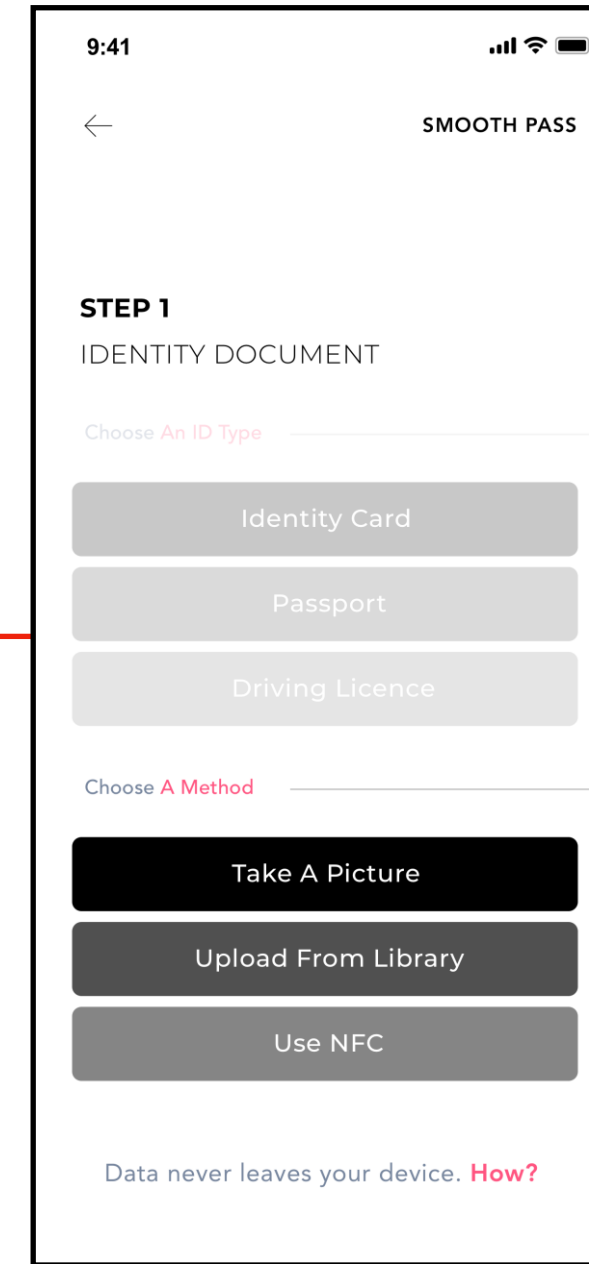 9:41
SMOOTH PASS
STEP 1
IDENTITY DOCUMENT
Choose An ID Type
Identity Card
Passport
Driving Licence
Choose A Method
Take A Picture
Upload From Library
Use NFC
Data never leaves your device. How?